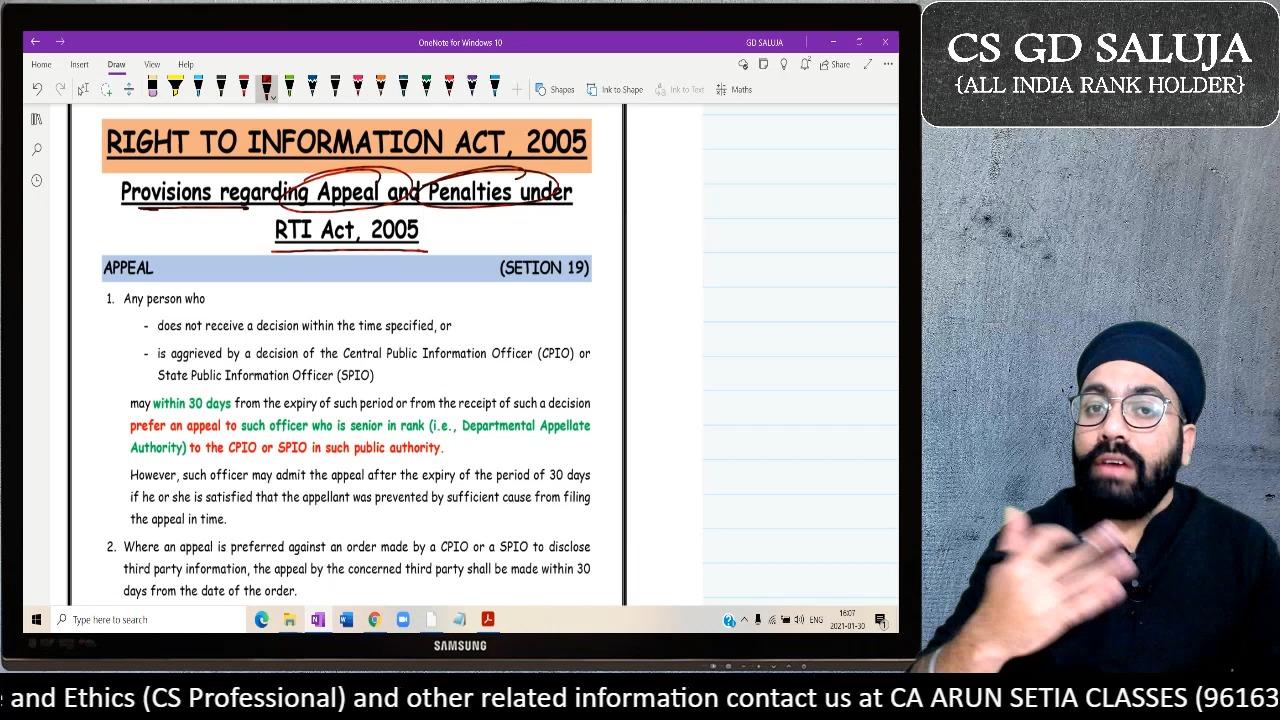 OneNote for Windows 10
GD SALUJA
Home Insert Draw View Help
Share
Shapes Ink to Shape Ink to Text Maths
RIGHT TO INFORMATION ACT, 2005
Provisions regarding Appeal and Penalties under
RTI Act, 2005
APPEAL (SETION 19)
1. Any person who
- does not receive a decision within the time specified, or
- is aggrieved by a decision of the Central Public Information Officer (CPIO) or
State Public Information Officer (SPIO)
may within 30 days from the expiry of such period or from the receipt of such a decision
prefer an appeal to such officer who is senior in rank (i.e., Departmental Appellate
Authority) to the CPIO or SPIO in such public authority.
However, such officer may admit the appeal after the expiry of the period of 30 days
if he or she is satisfied that the appellant was prevented by sufficient cause from filing
the appeal in time.
2. Where an appeal is preferred against an order made by a CPIO or a SPIO to disclose
third party information, the appeal by the concerned third party shall be made within 30
days from the date of the order.
Type here to search
ENG
16:07
2021-01-30
SAMSUNG
CS GD SALUJA
{ALL INDIA RANK HOLDER}
e and Ethics (CS Professional) and other related information contact us at CA ARUN SETIA CLASSES (96163